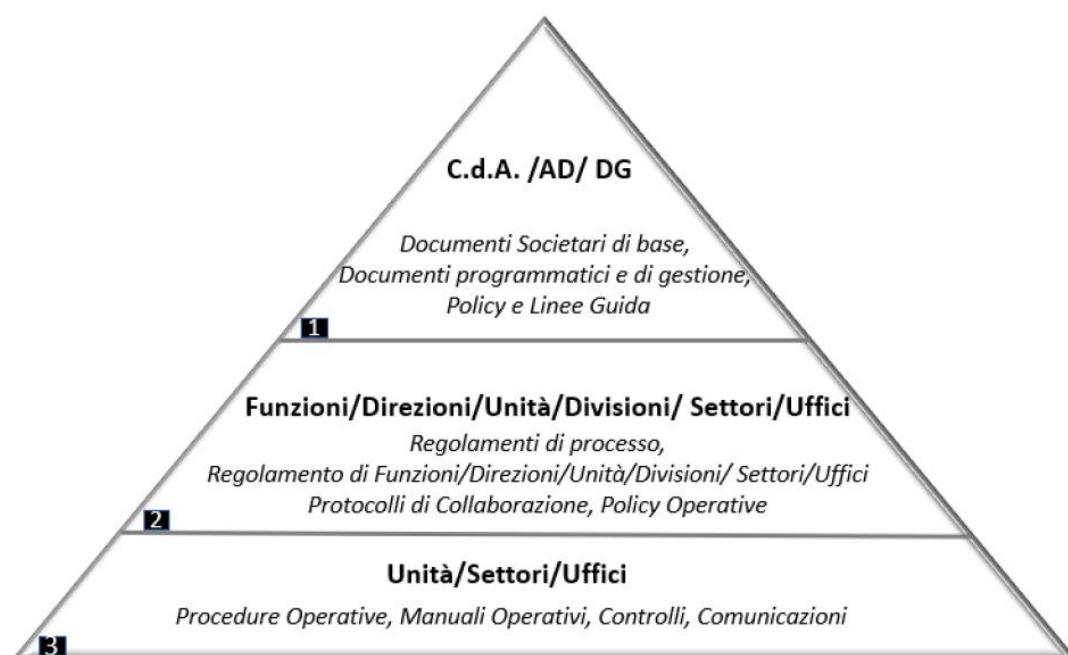 C.d.A. /AD/ DG
Documenti Societari di base,
Documenti programmatici e di gestione,
Policy e Linee Guida
1
Funzioni/Direzioni/Unità/Divisioni/ Settori/Uffici
Regolamenti di processo,
Regolamento di Funzioni/Direzioni/Unità/Divisioni/ Settori/Uffici
Protocolli di Collaborazione, Policy Operative
2
Unità/Settori/Uffici
Procedure Operative, Manuali Operativi, Controlli, Comunicazioni
3